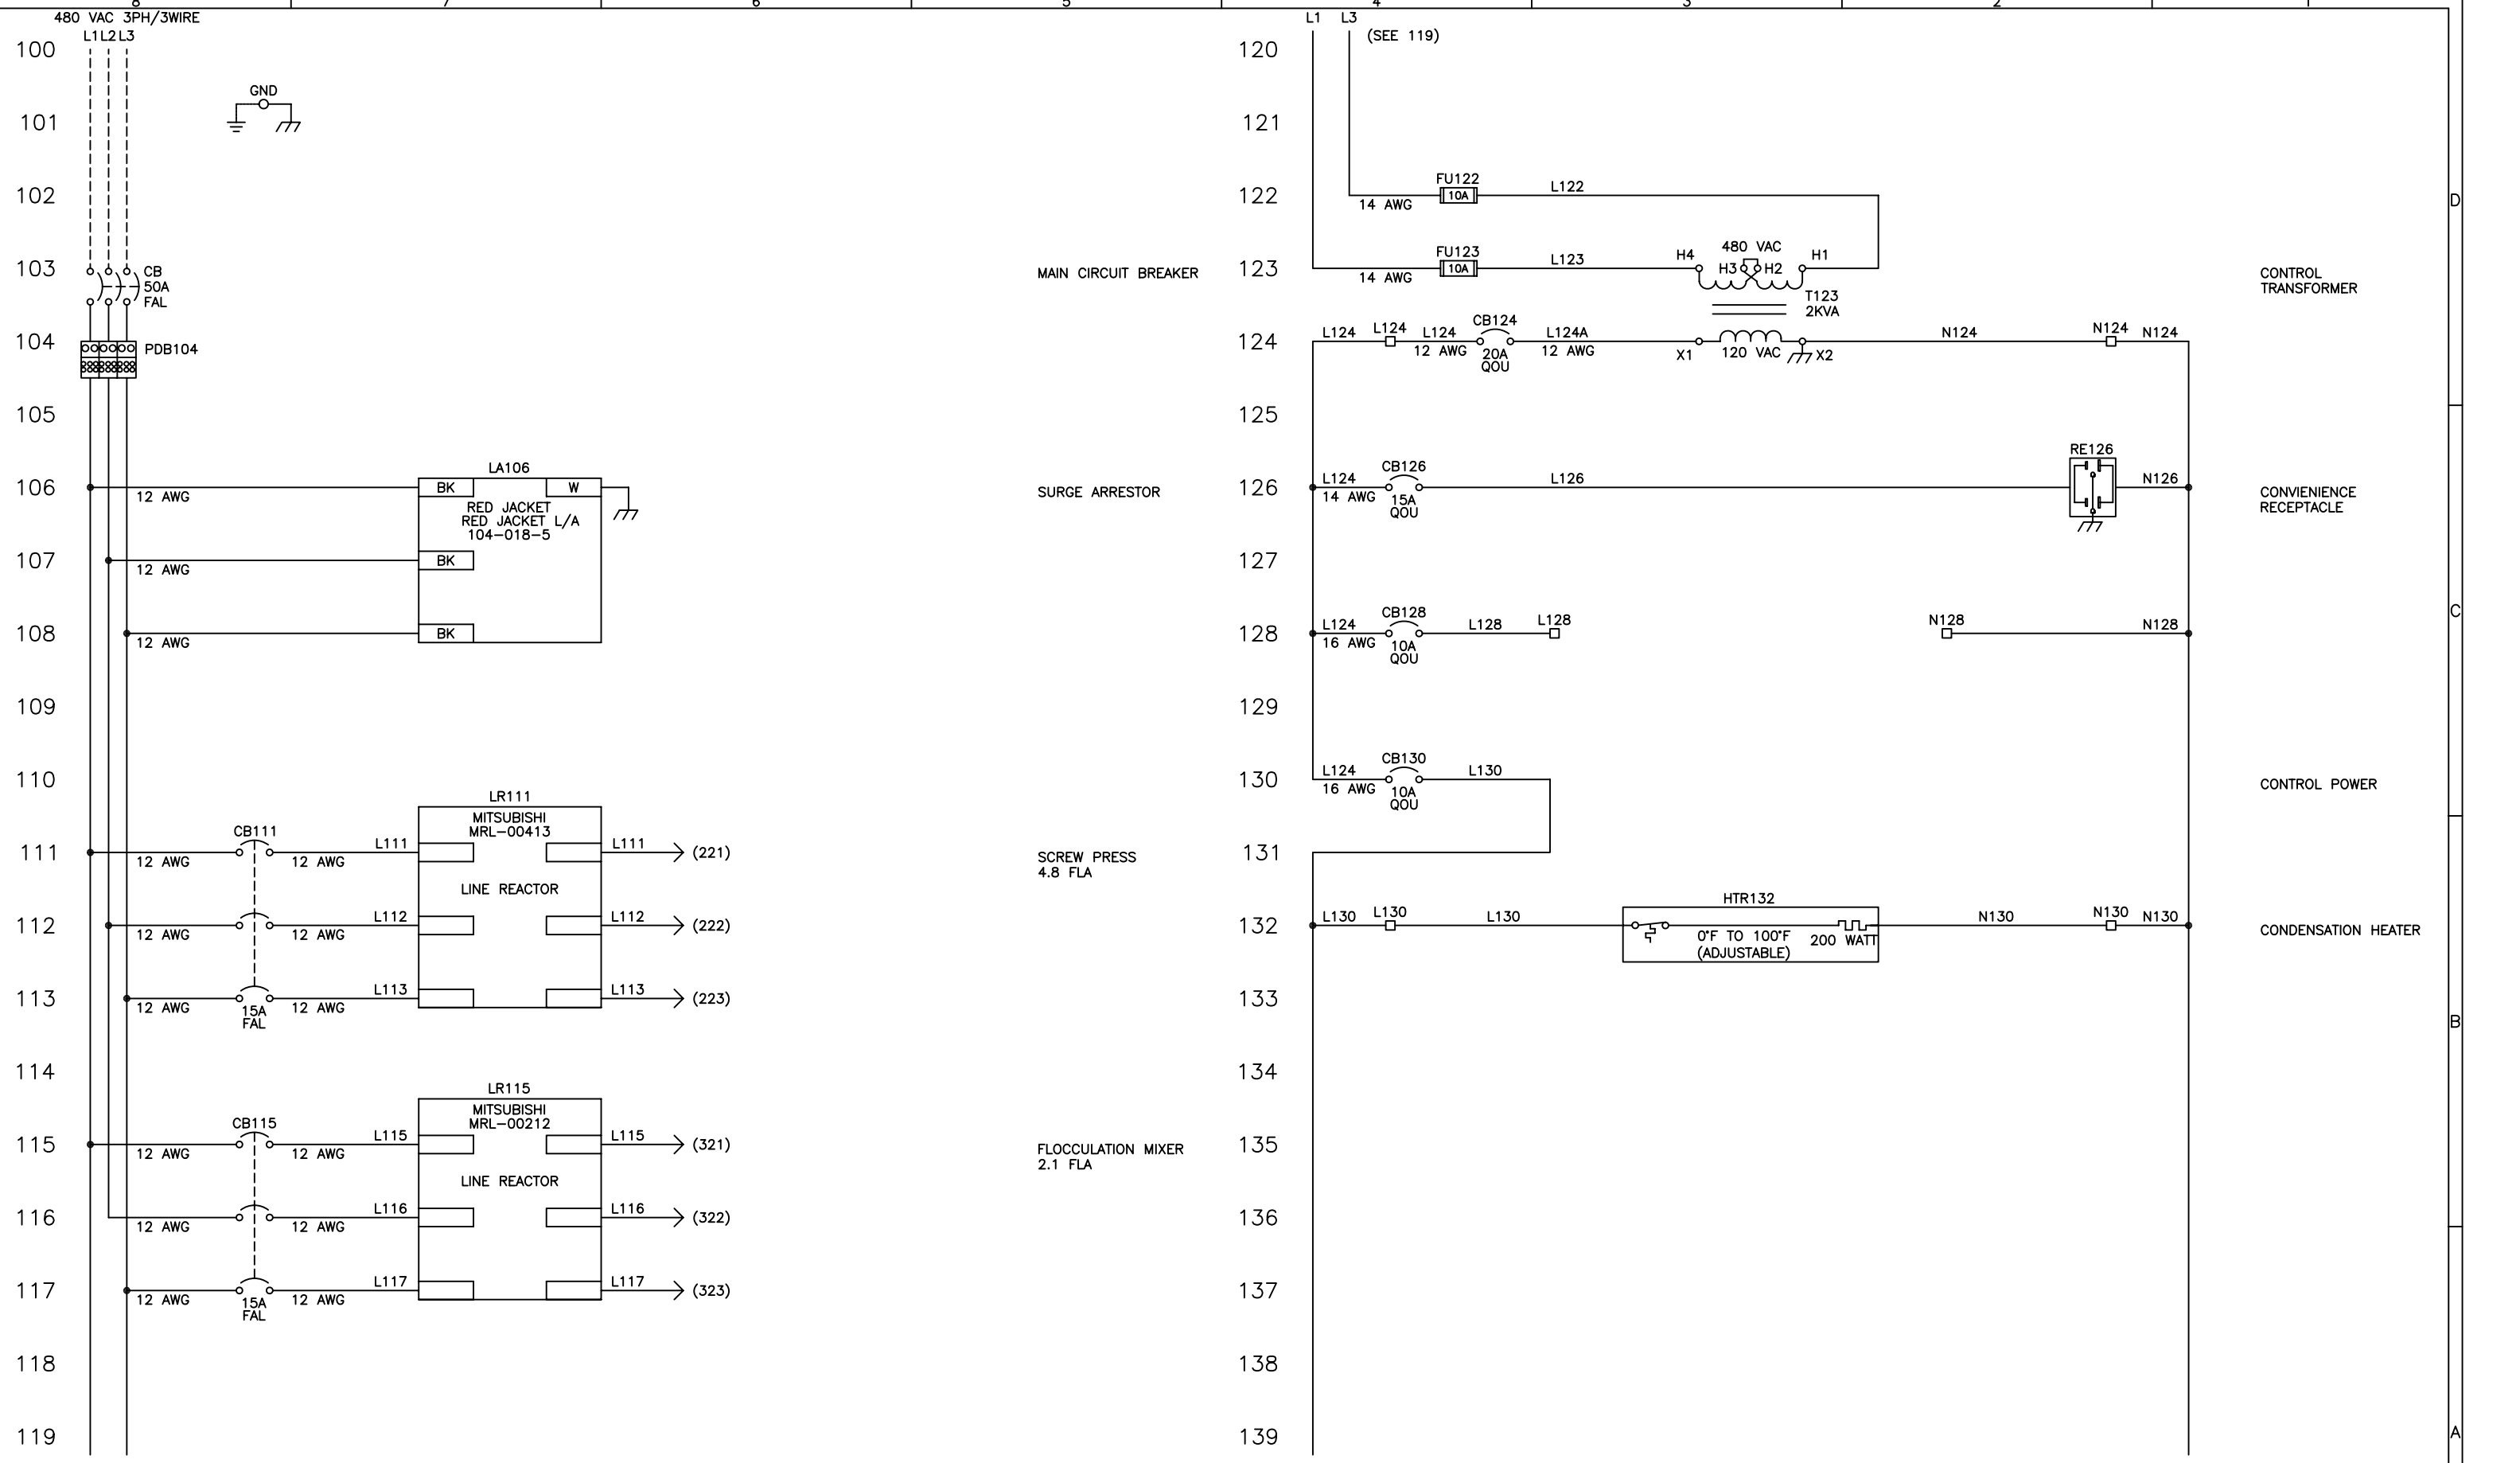 8 7 6 5 4 3 2 1
480 VAC 3PH/3WIRE
L1 L2 L3
100
GND
101
102
103
CB
50A
FAL
MAIN CIRCUIT BREAKER
104
PDB104
105
LA106
106
12 AWG
BK
W
SURGE ARRESTOR
RED JACKET
RED JACKET L/A
104-018-5
107
12 AWG
BK
108
12 AWG
BK
109
110
LR111
MITSUBISHI
MRL-00413
CB111
111
12 AWG
12 AWG
L111
L111
(221)
SCREW PRESS
4.8 FLA
LINE REACTOR
112
12 AWG
12 AWG
L112
L112
(222)
113
12 AWG
15A
FAL
12 AWG
L113
L113
(223)
114
LR115
MITSUBISHI
MRL-00212
CB115
115
12 AWG
12 AWG
L115
L115
(321)
FLOCCULATION MIXER
2.1 FLA
LINE REACTOR
116
12 AWG
12 AWG
L116
L116
(322)
117
12 AWG
15A
FAL
12 AWG
L117
L117
(323)
118
119
L1 L3
(SEE 119)
120
121
122
14 AWG
FU122
10A
L122
D
123
14 AWG
FU123
10A
L123
H4
480 VAC
H3
H2
H1
CONTROL
TRANSFORMER
T123
2KVA
124
L124
L124
L124
12 AWG
CB124
20A
QOU
L124A
12 AWG
X1
120 VAC
X2
N124
N124
N124
125
RE126
126
L124
14 AWG
CB126
15A
QOU
L126
N126
CONVIENIENCE
RECEPTACLE
127
128
L124
16 AWG
CB128
10A
QOU
L128
L128
N128
N128
C
129
130
L124
16 AWG
CB130
10A
QOU
L130
CONTROL POWER
131
132
L130
L130
L130
HTR132
0°F TO 100°F
(ADJUSTABLE)
200 WATT
N130
N130
N130
CONDENSATION HEATER
133
B
134
135
136
137
138
139
A